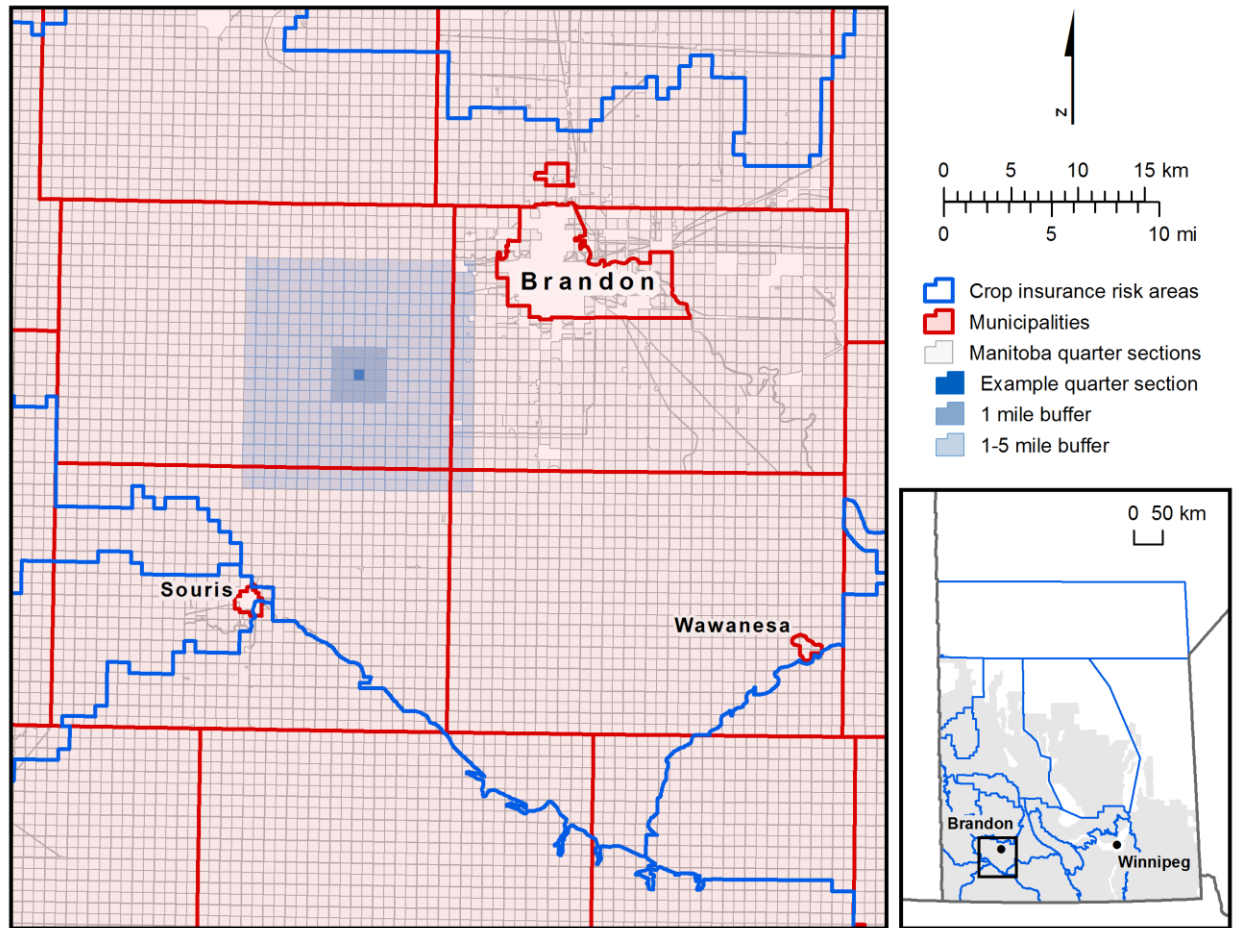 Brandon
Souris
Wawanesa
N
0 5 10 15 km
0 5 10 mi
Crop insurance risk areas
Municipalities
Manitoba quarter sections
Example quarter section
1 mile buffer
1-5 mile buffer
0 50 km
Brandon
Winnipeg